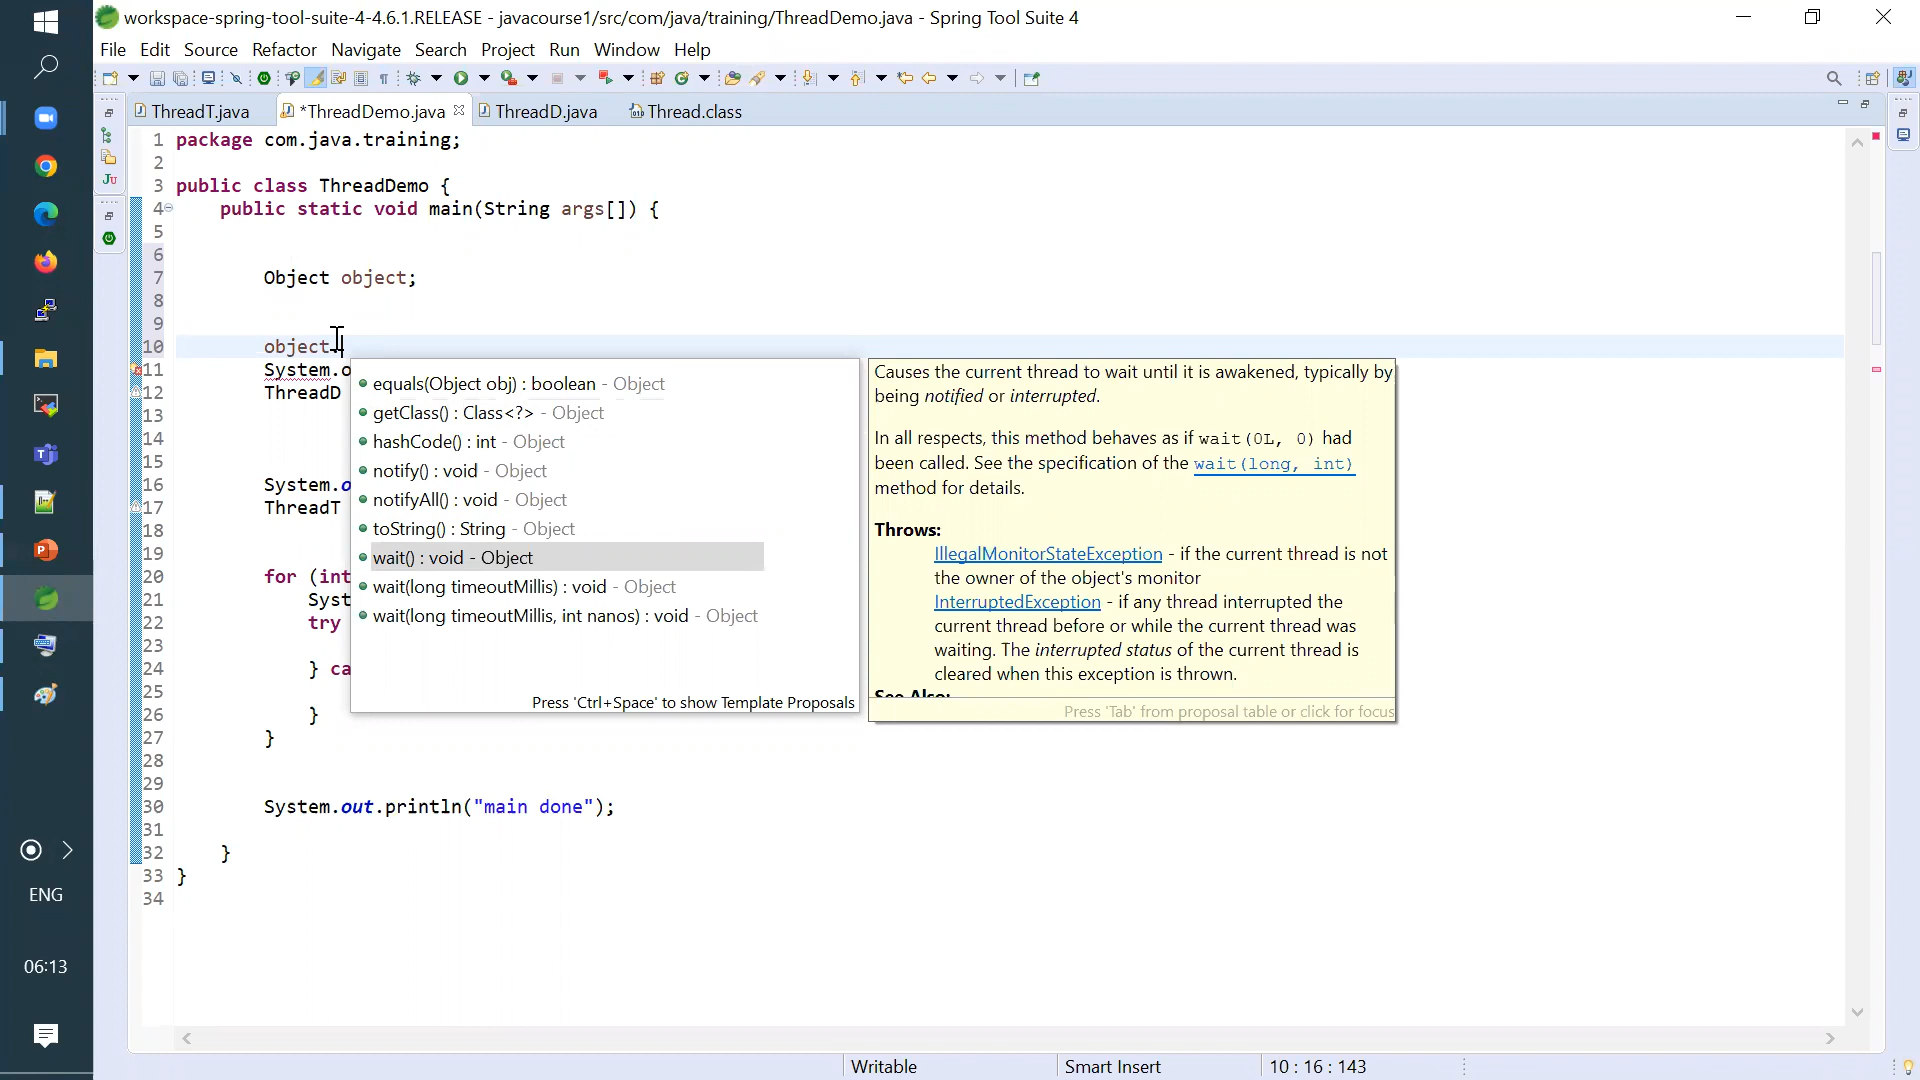 workspace-spring-tool-suite-4-4.6.1.RELEASE - javacourse1/src/com/java/training/ThreadDemo.java - Spring Tool Suite 4
File Edit Source Refactor Navigate Search Project Run Window Help
ThreadT.java *ThreadDemo.java ThreadD.java Thread.class
1 package com.java.training;
2
3 public class ThreadDemo {
4 public static void main(String args[]) {
5
6
7 Object object;
8
9
10 object.
11 System.o
12 ThreadD
13
14
15
16 System.o
17 ThreadT
18
19
20 for (int
21 Syst
22 try
23
24 } ca
25
26 }
27 }
28
29
30 System.out.println("main done");
31
32 }
33 }
34
equals(Object obj) : boolean - Object
getClass() : Class<?> - Object
hashCode() : int - Object
notify() : void - Object
notifyAll() : void - Object
toString() : String - Object
wait() : void - Object
wait(long timeoutMillis) : void - Object
wait(long timeoutMillis, int nanos) : void - Object
Press 'Ctrl+Space' to show Template Proposals
Causes the current thread to wait until it is awakened, typically by
being notified or interrupted.
In all respects, this method behaves as if wait(0L, 0) had
been called. See the specification of the wait(long, int)
method for details.
Throws:
IllegalMonitorStateException - if the current thread is not
the owner of the object's monitor
InterruptedException - if any thread interrupted the
current thread before or while the current thread was
waiting. The interrupted status of the current thread is
cleared when this exception is thrown.
See Also:
Press 'Tab' from proposal table or click for focus
Ju
ENG
06:13
Writable Smart Insert 10 : 16 : 143